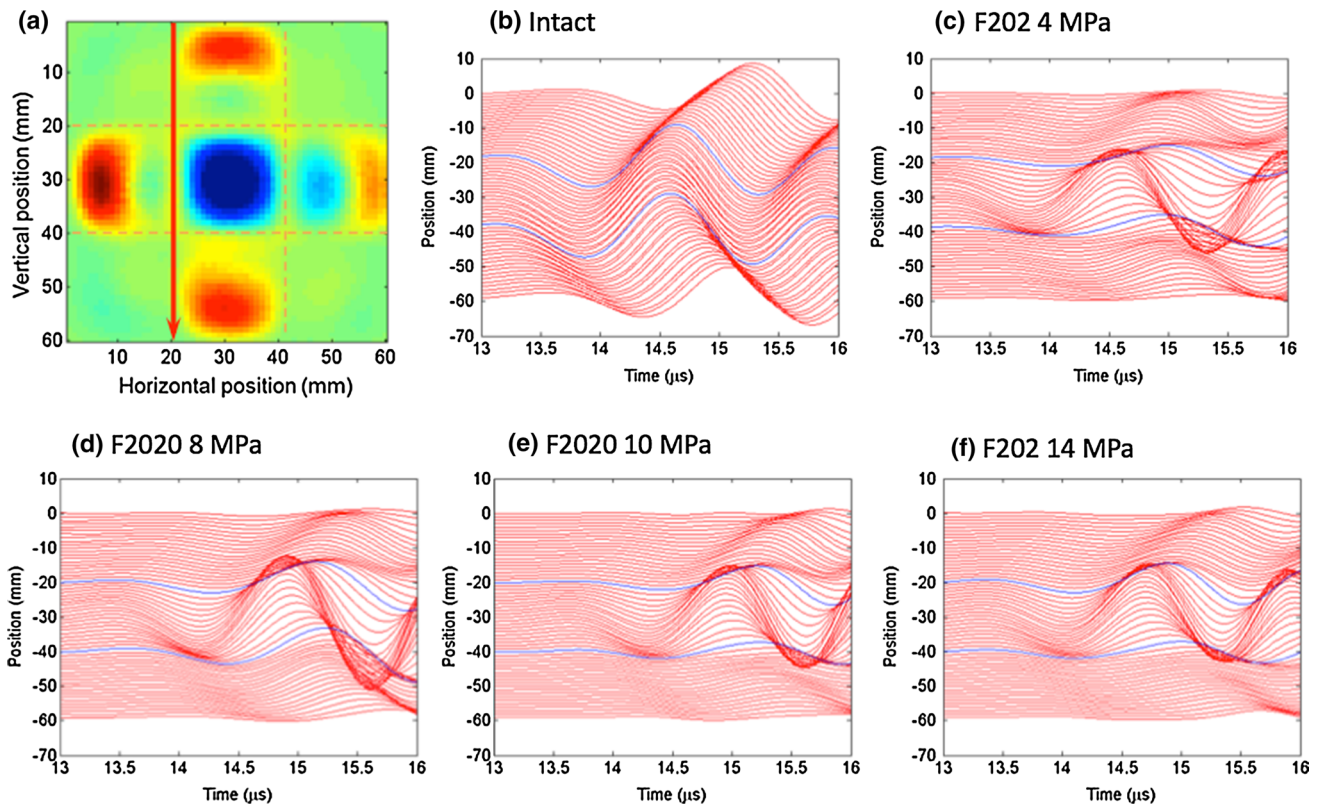 (a)
10
20
30
40
50
60
10 20 30 40 50 60
Vertical position (mm)
Horizontal position (mm)
(b) Intact
10
0
-10
-20
-30
-40
-50
-60
-70
13 13.5 14 14.5 15 15.5 16
Position (mm)
Time (μs)
(c) F202 4 MPa
10
0
-10
-20
-30
-40
-50
-60
-70
13 13.5 14 14.5 15 15.5 16
Position (mm)
Time (μs)
(d) F2020 8 MPa
10
0
-10
-20
-30
-40
-50
-60
-70
13 13.5 14 14.5 15 15.5 16
Position (mm)
Time (μs)
(e) F2020 10 MPa
10
0
-10
-20
-30
-40
-50
-60
-70
13 13.5 14 14.5 15 15.5 16
Position (mm)
Time (μs)
(f) F202 14 MPa
10
0
-10
-20
-30
-40
-50
-60
-70
13 13.5 14 14.5 15 15.5 16
Position (mm)
Time (μs)